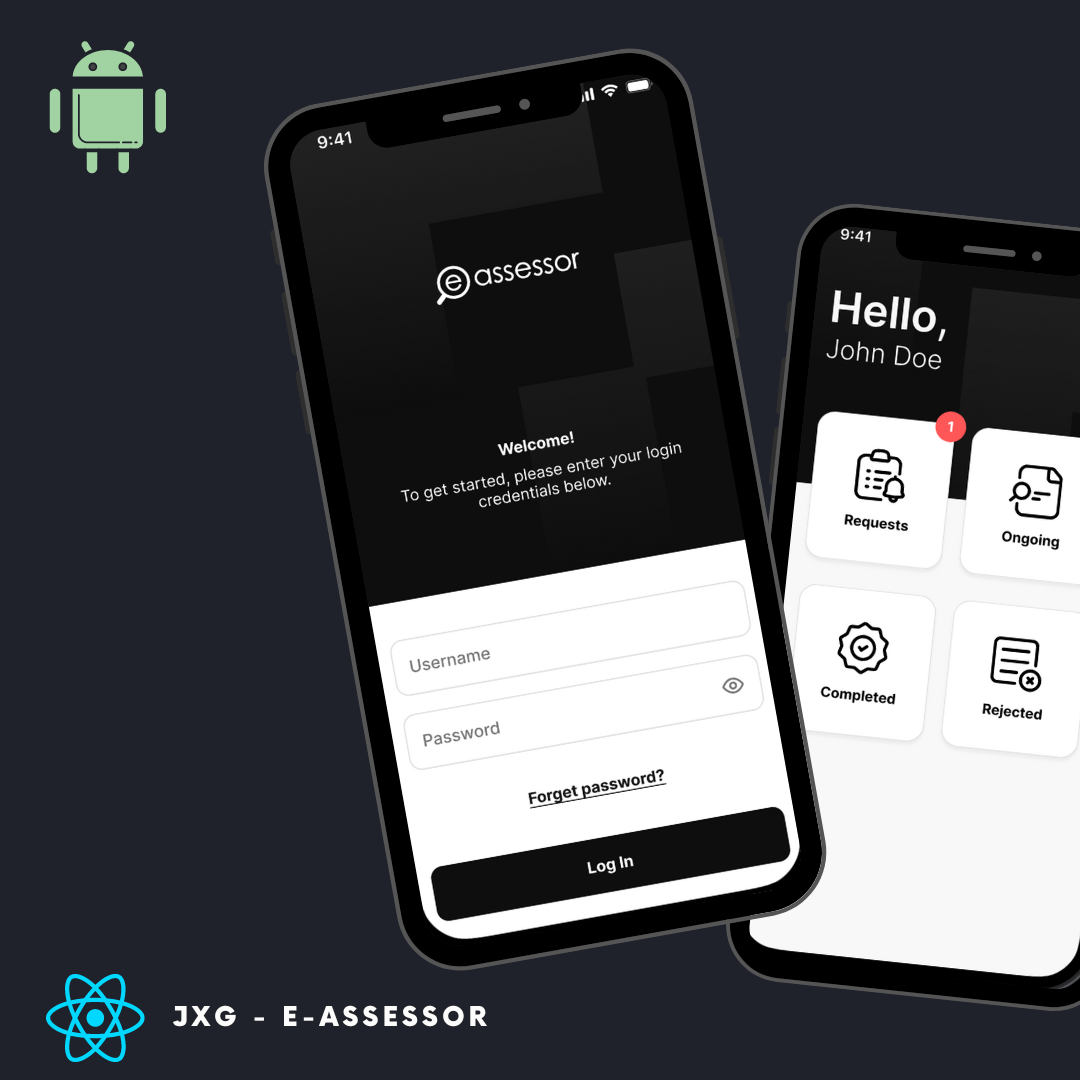 9:41
e assessor
Welcome!
To get started, please enter your login
credentials below.
Username
Password
Forget password?
Log In
9:41
Hello,
John Doe
1
Requests
Ongoing
Completed
Rejected
JXG - E-ASSESSOR